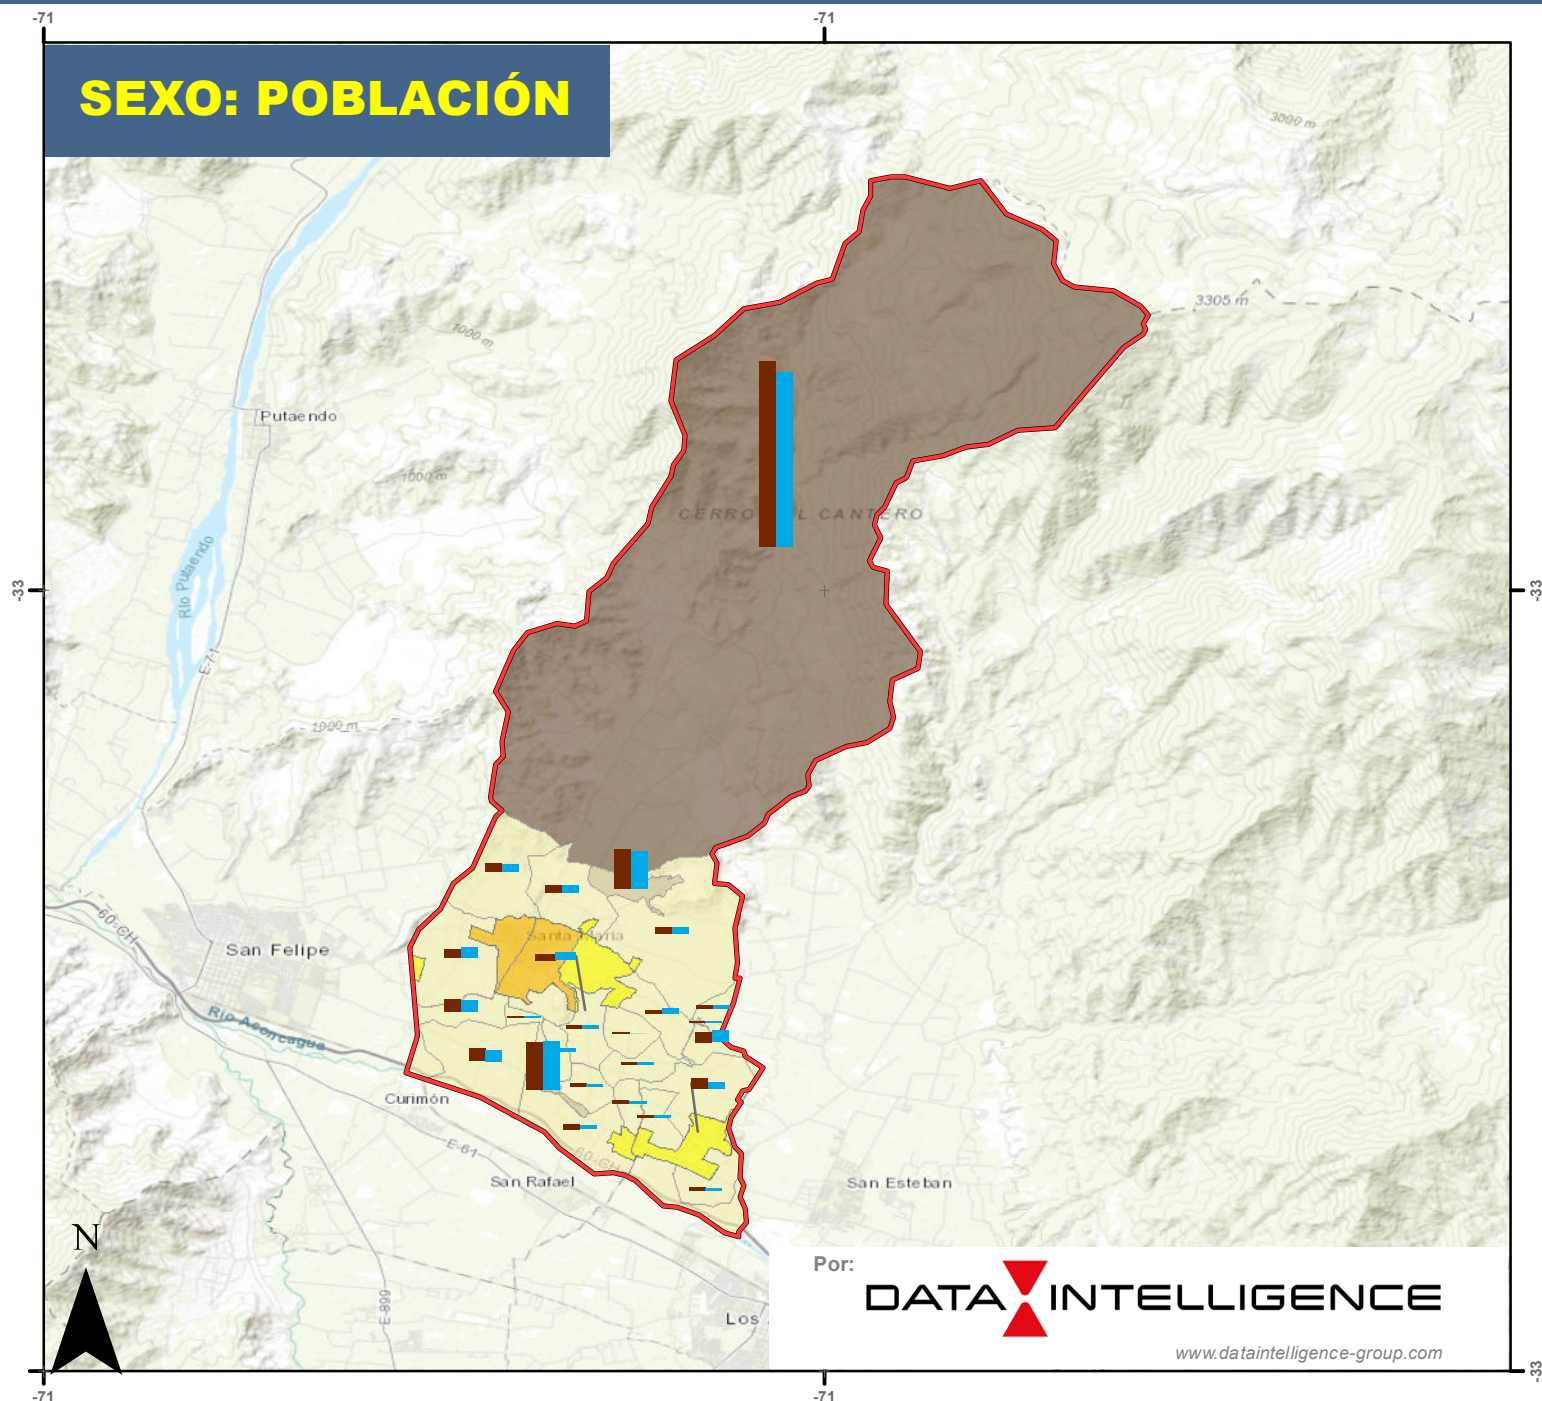 -71
-71
SEXO: POBLACIÓN
3000 m
3305 m
1000 m
Putaendo
1000 m
CERRO EL CANTERO
-33
-33
Río Putaendo
E-71
1000 m
60-CH
San Felipe
Santa María
Río Aconcagua
Curimón
E-61
60-CH
San Rafael
San Esteban
N
E-899
Los
Por:
DATA INTELLIGENCE
www.dataintelligence-group.com
-33
-71
-71